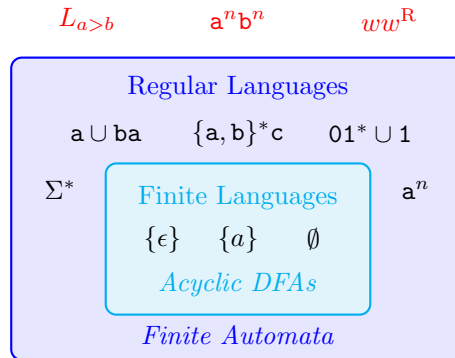 L_{a>b} a^n b^n ww^R
Regular Languages
a ∪ ba {a, b}*c 01* ∪ 1
Σ* Finite Languages a^n
{ϵ} {a} ∅
Acyclic DFAs
Finite Automata